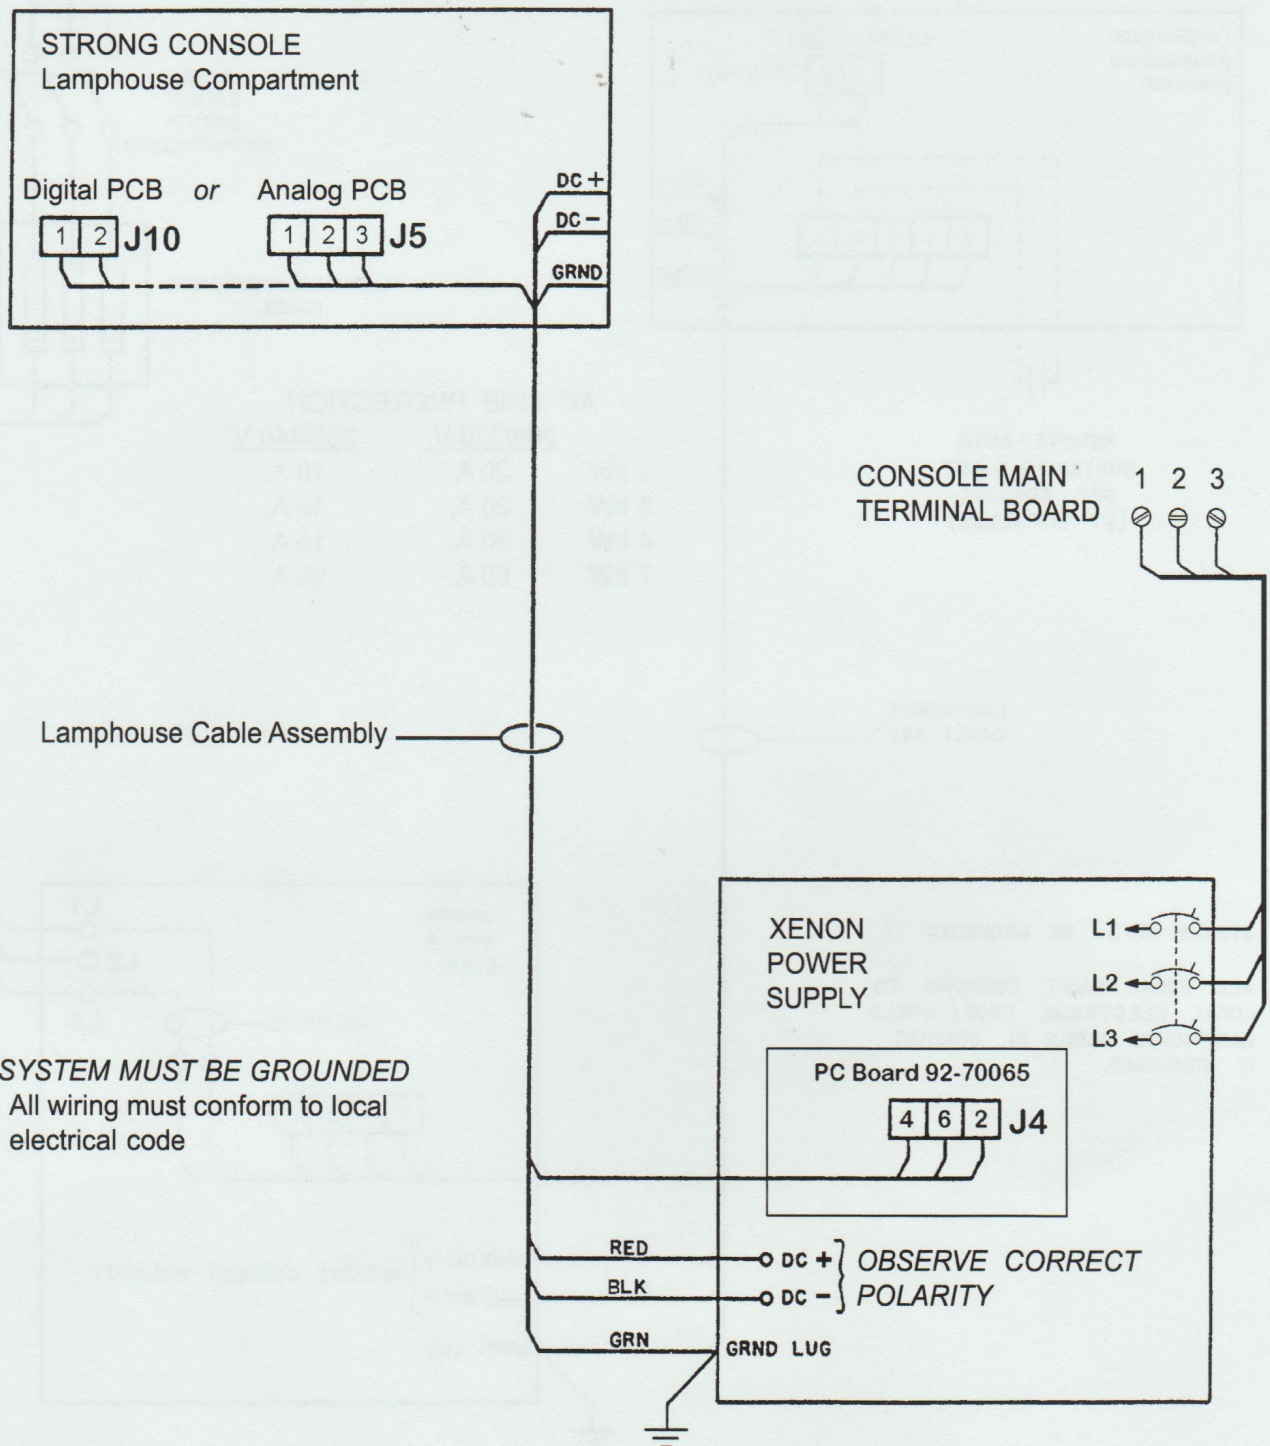 STRONG CONSOLE
Lamphouse Compartment
Digital PCB or Analog PCB
1 2 J10
1 2 3 J5
DC +
DC -
GRND
CONSOLE MAIN
TERMINAL BOARD
1 2 3
Lamphouse Cable Assembly
XENON
POWER
SUPPLY
L1
L2
L3
SYSTEM MUST BE GROUNDED
All wiring must conform to local
electrical code
PC Board 92-70065
4 6 2 J4
RED
DC +
BLK
DC -
OBSERVE CORRECT
POLARITY
GRN
GRND LUG